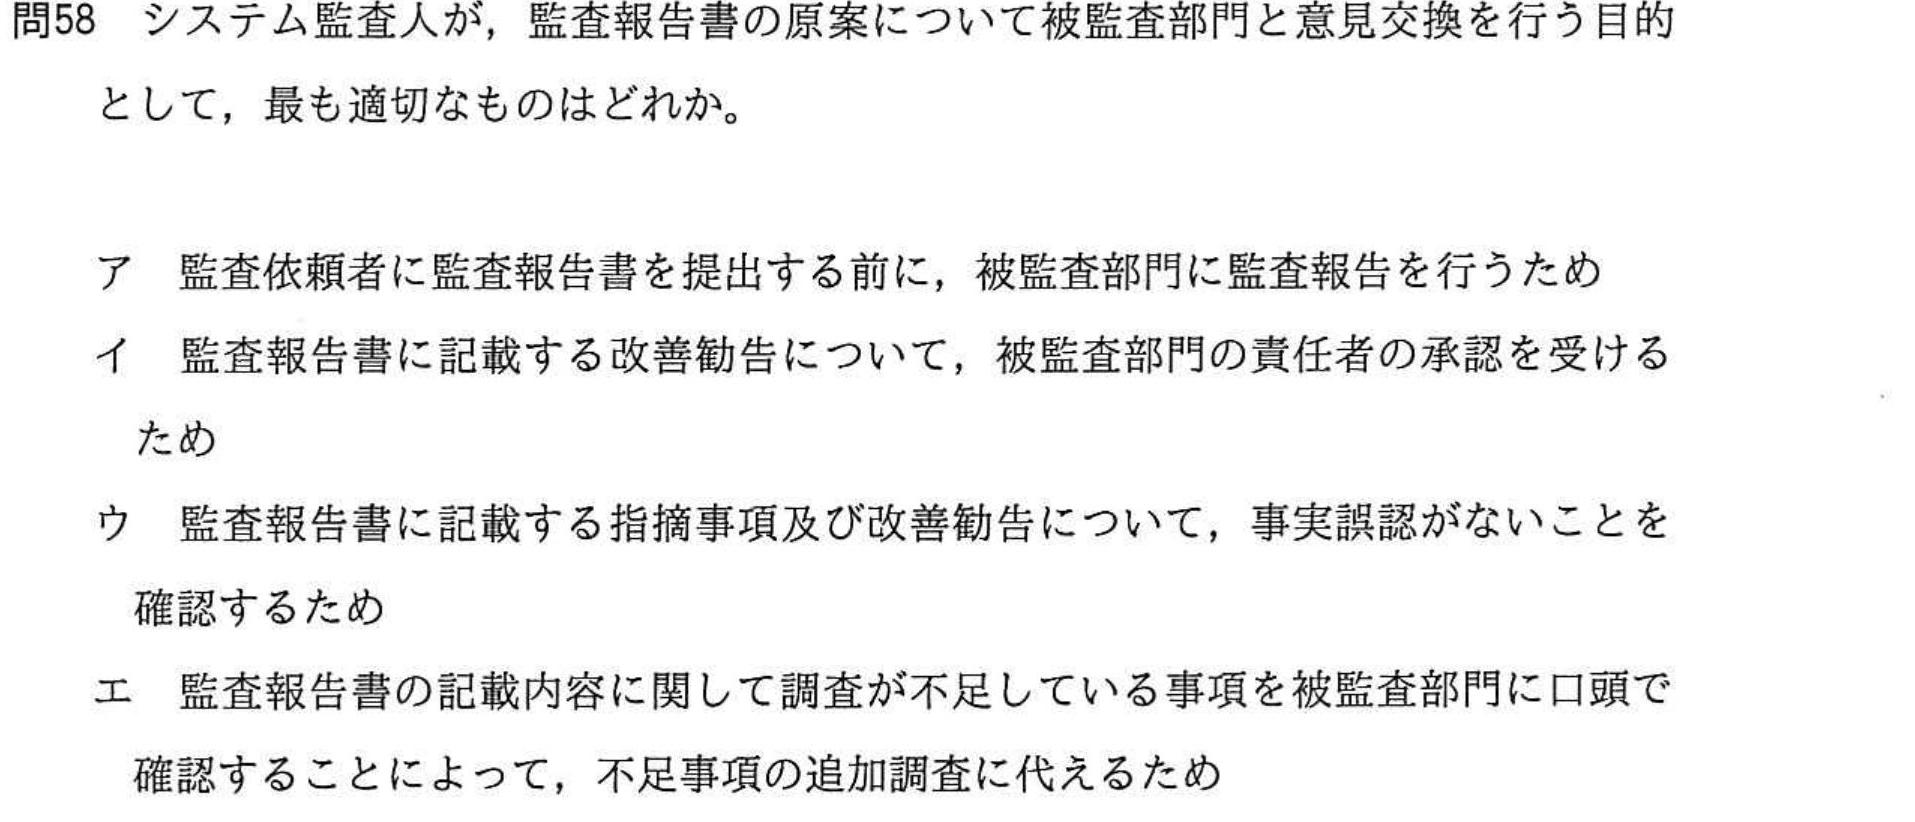 問58　システム監査人が，監査報告書の原案について被監査部門と意見交換を行う目的
として，最も適切なものはどれか。
ア　監査依頼者に監査報告書を提出する前に，被監査部門に監査報告を行うため
イ　監査報告書に記載する改善勧告について，被監査部門の責任者の承認を受ける
ため
ウ　監査報告書に記載する指摘事項及び改善勧告について，事実誤認がないことを
確認するため
エ　監査報告書の記載内容に関して調査が不足している事項を被監査部門に口頭で
確認することによって，不足事項の追加調査に代えるため